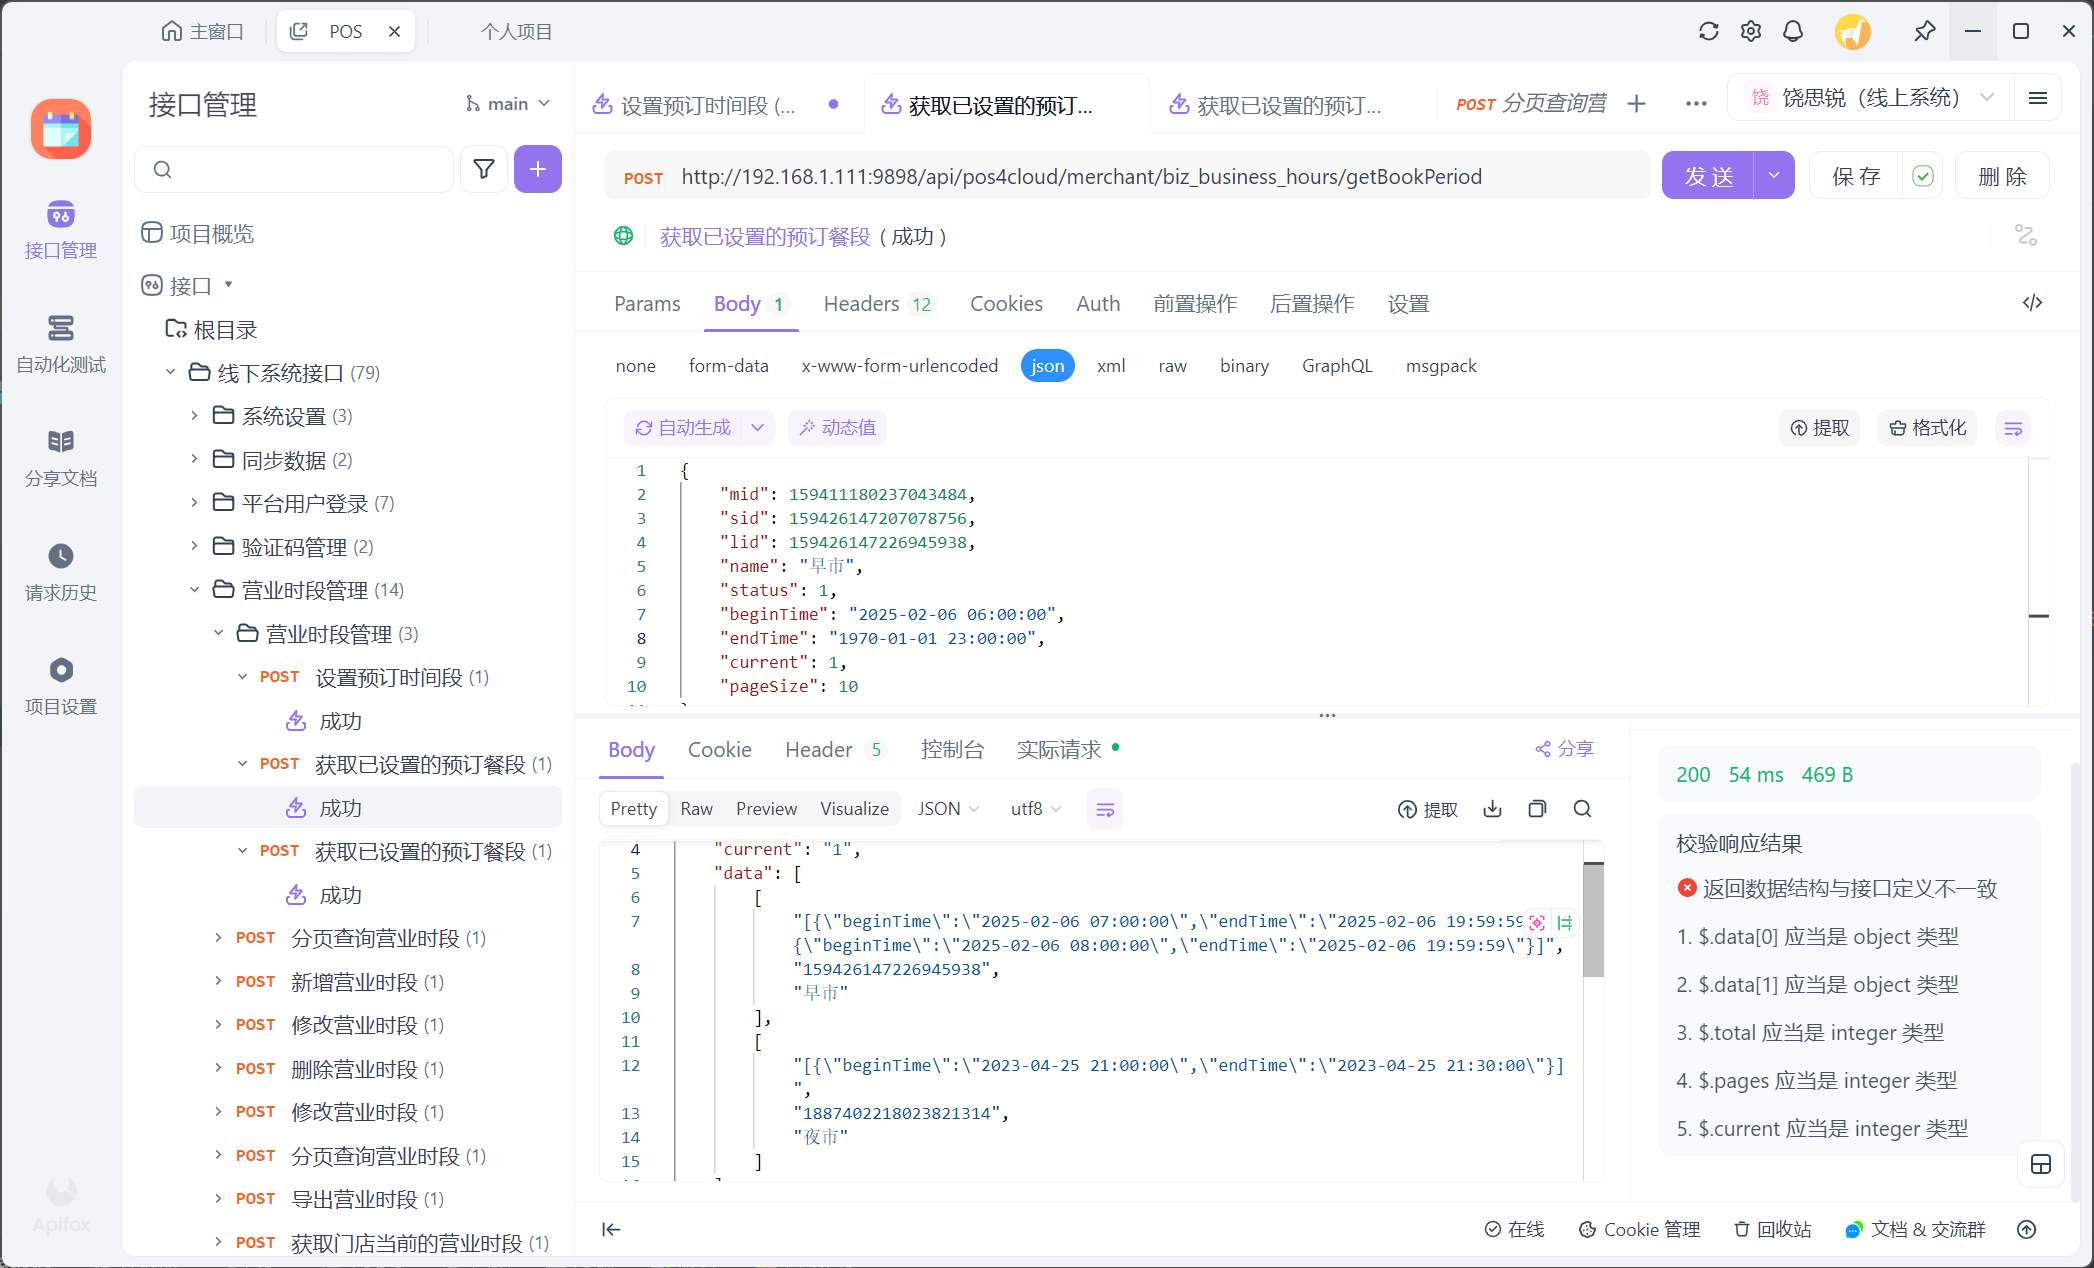 主窗口
POS
个人项目
接口管理
main
设置预订时间段 (...
获取已设置的预订...
获取已设置的预订...
POST 分页查询营
饶 饶思锐（线上系统）
POST http://192.168.1.111:9898/api/pos4cloud/merchant/biz_business_hours/getBookPeriod
发 送
保 存
删 除
获取已设置的预订餐段 ( 成功 )
接口管理
自动化测试
分享文档
请求历史
项目设置
Apifox
项目概览
接口
根目录
线下系统接口 (79)
系统设置 (3)
同步数据 (2)
平台用户登录 (7)
验证码管理 (2)
营业时段管理 (14)
营业时段管理 (3)
POST 设置预订时间段 (1)
成功
POST 获取已设置的预订餐段 (1)
成功
POST 获取已设置的预订餐段 (1)
成功
POST 分页查询营业时段 (1)
POST 新增营业时段 (1)
POST 修改营业时段 (1)
POST 删除营业时段 (1)
POST 修改营业时段 (1)
POST 分页查询营业时段 (1)
POST 导出营业时段 (1)
POST 获取门店当前的营业时段 (1)
Params Body 1 Headers 12 Cookies Auth 前置操作 后置操作 设置
none form-data x-www-form-urlencoded json xml raw binary GraphQL msgpack
自动生成 动态值 提取 格式化
1 {
2 "mid": 159411180237043484,
3 "sid": 159426147207078756,
4 "lid": 159426147226945938,
5 "name": "早市",
6 "status": 1,
7 "beginTime": "2025-02-06 06:00:00",
8 "endTime": "1970-01-01 23:00:00",
9 "current": 1,
10 "pageSize": 10
Body Cookie Header 5 控制台 实际请求 分享
Pretty Raw Preview Visualize JSON utf8 提取
4 "current": "1",
5 "data": [
6 [
7 "[{\"beginTime\":\"2025-02-06 07:00:00\",\"endTime\":\"2025-02-06 19:59:59
{\"beginTime\":\"2025-02-06 08:00:00\",\"endTime\":\"2025-02-06 19:59:59\"}]",
8 "159426147226945938",
9 "早市"
10 ],
11 [
12 "[{\"beginTime\":\"2023-04-25 21:00:00\",\"endTime\":\"2023-04-25 21:30:00\"}]
",
13 "1887402218023821314",
14 "夜市"
15 ]
200 54 ms 469 B
校验响应结果
返回数据结构与接口定义不一致
1. $.data[0] 应当是 object 类型
2. $.data[1] 应当是 object 类型
3. $.total 应当是 integer 类型
4. $.pages 应当是 integer 类型
5. $.current 应当是 integer 类型
在线 Cookie 管理 回收站 文档 & 交流群